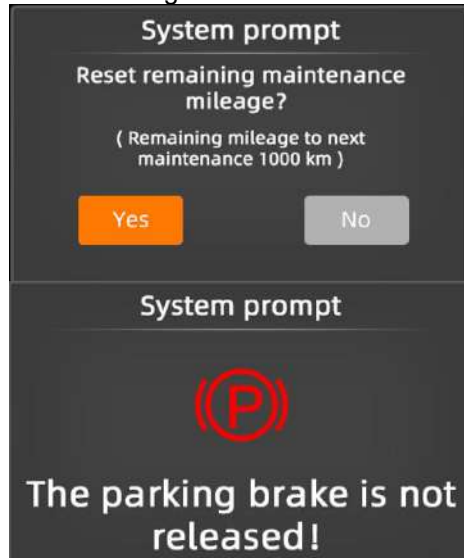 System prompt
Reset remaining maintenance
mileage?
( Remaining mileage to next
maintenance 1000 km )
Yes No
System prompt
(P)
The parking brake is not
released!